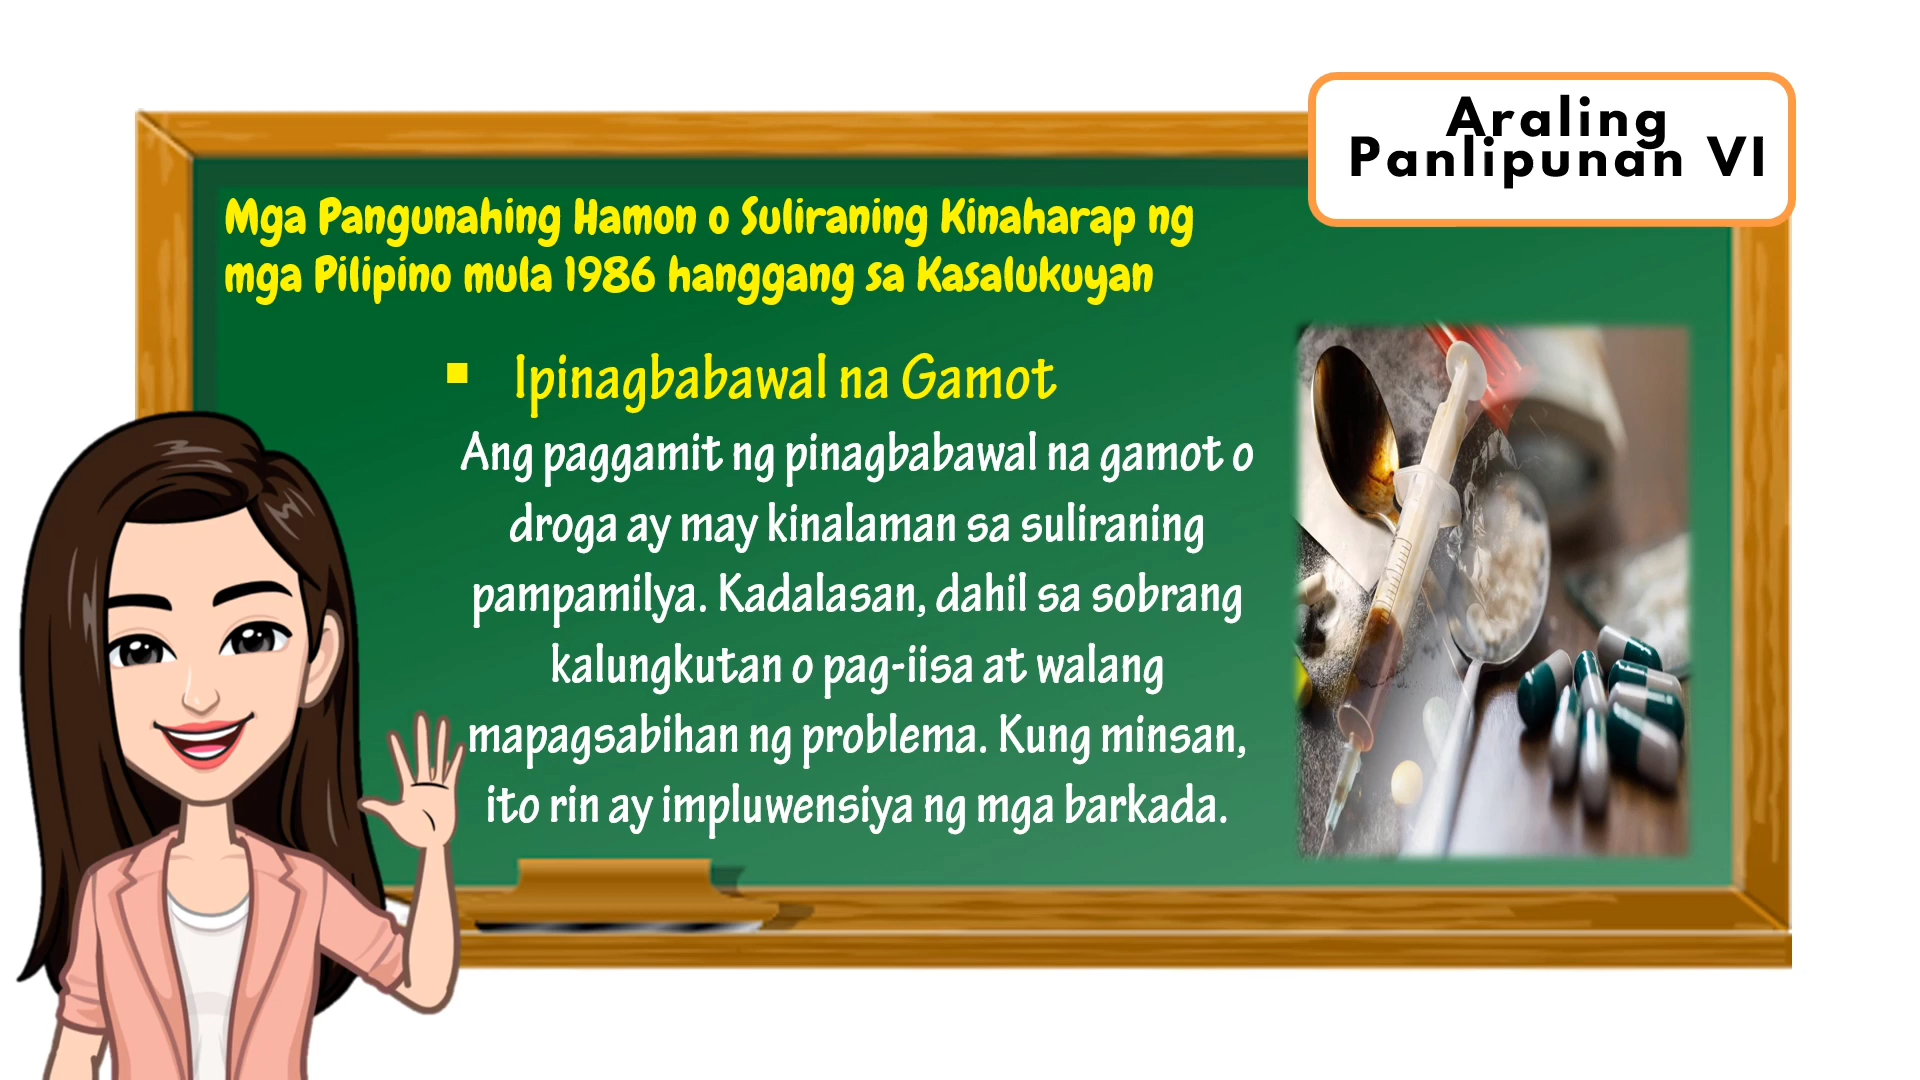 Araling
Panlipunan VI
Mga Pangunahing Hamon o Suliraning Kinaharap ng
mga Pilipino mula 1986 hanggang sa Kasalukuyan
▪ Ipinagbabawal na Gamot
Ang paggamit ng pinagbabawal na gamot o
droga ay may kinalaman sa suliraning
pampamilya. Kadalasan, dahil sa sobrang
kalungkutan o pag-iisa at walang
mapagsabihan ng problema. Kung minsan,
ito rin ay impluwensiya ng mga barkada.